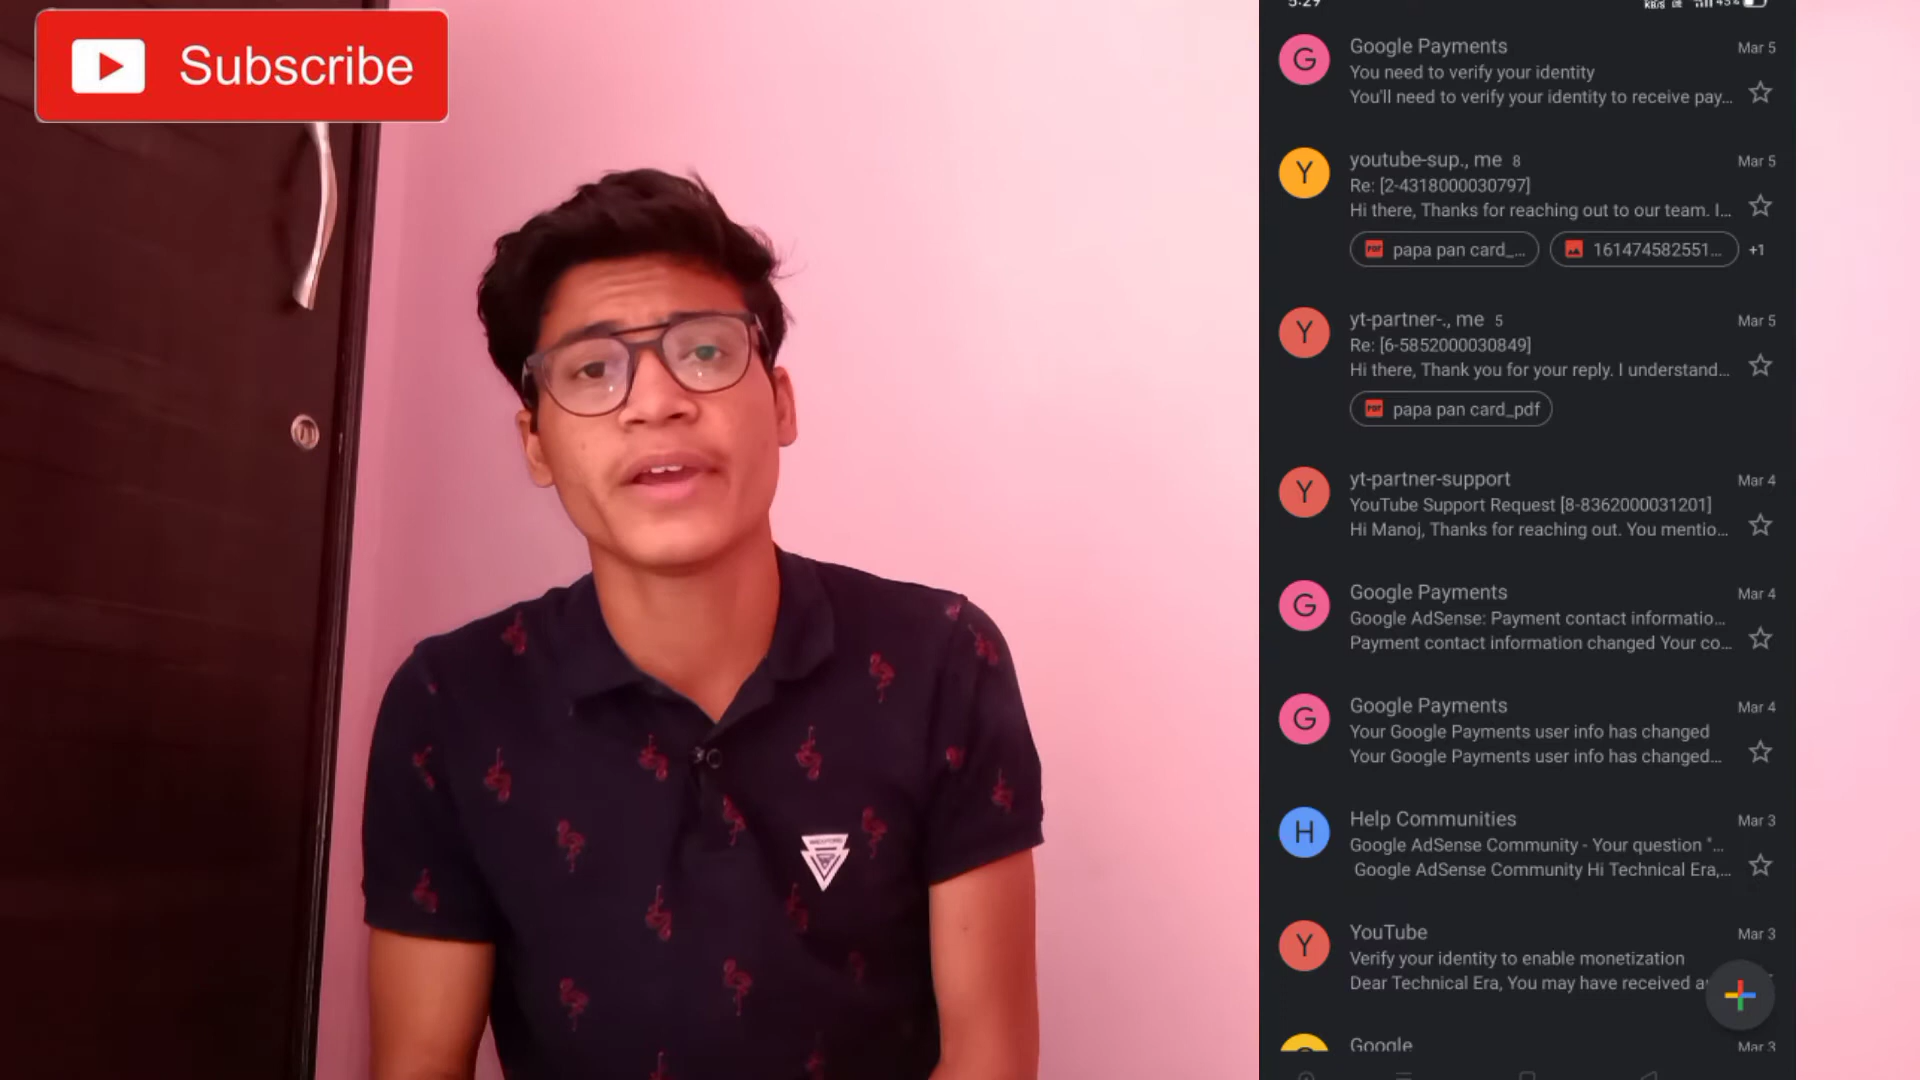 Subscribe
5:29
Google Payments Mar 5
You need to verify your identity
You'll need to verify your identity to receive pay...
youtube-sup., me 8 Mar 5
Re: [2-4318000030797]
Hi there, Thanks for reaching out to our team. I...
papa pan card_... 161474582551... +1
yt-partner-., me 5 Mar 5
Re: [6-5852000030849]
Hi there, Thank you for your reply. I understand...
papa pan card_pdf
yt-partner-support Mar 4
YouTube Support Request [8-8362000031201]
Hi Manoj, Thanks for reaching out. You mentio...
Google Payments Mar 4
Google AdSense: Payment contact informatio...
Payment contact information changed Your co...
Google Payments Mar 4
Your Google Payments user info has changed
Your Google Payments user info has changed...
Help Communities Mar 3
Google AdSense Community - Your question "...
Google AdSense Community Hi Technical Era,...
YouTube Mar 3
Verify your identity to enable monetization
Dear Technical Era, You may have received
Google Mar 3